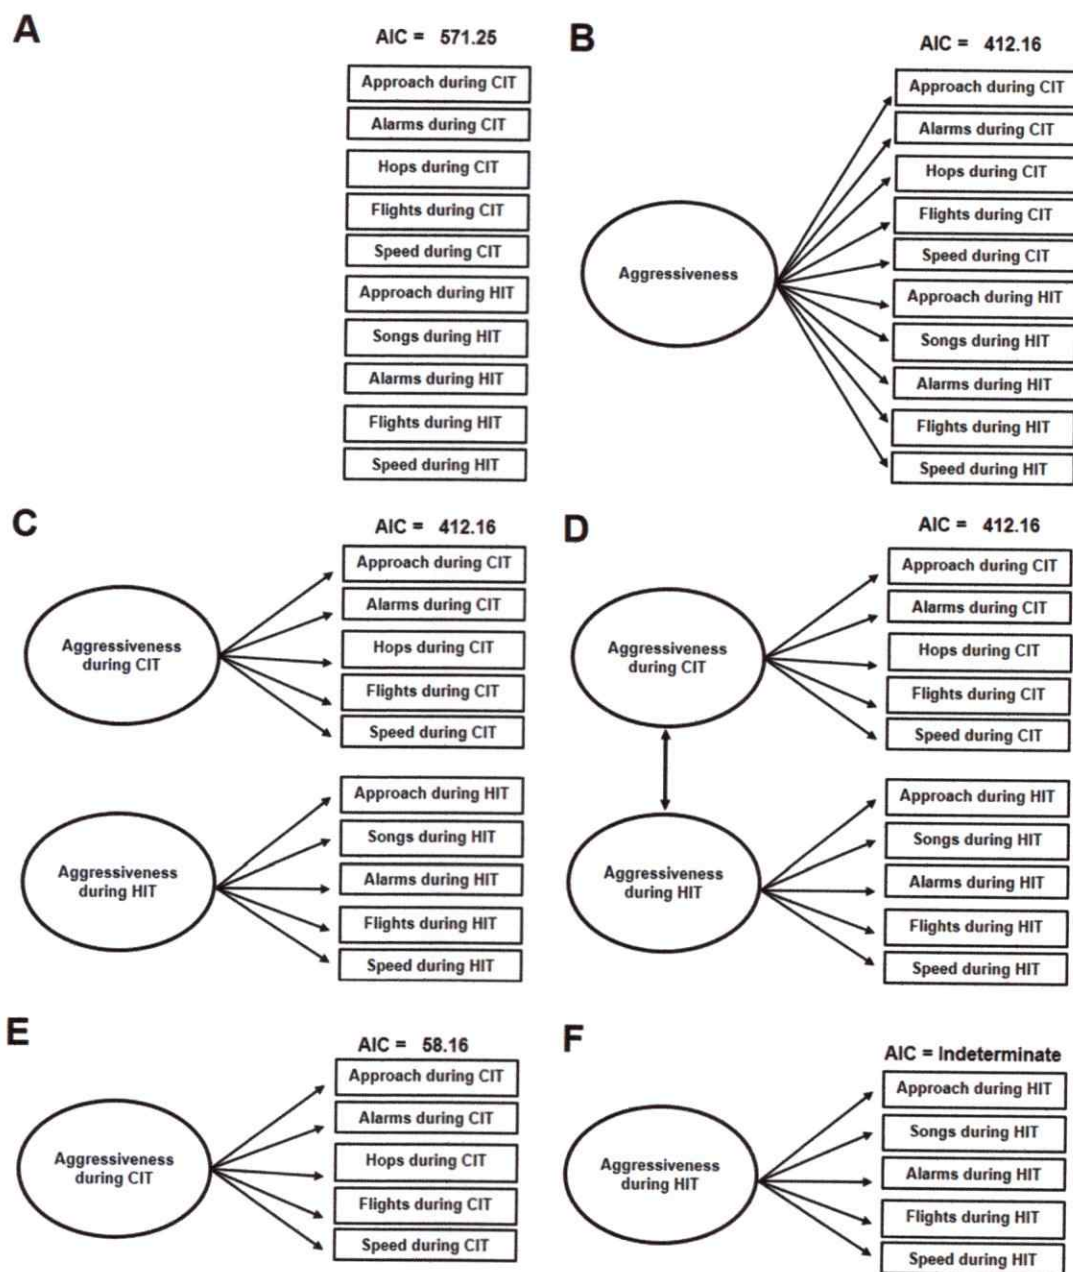 A
AIC = 571.25
Approach during CIT
Alarms during CIT
Hops during CIT
Flights during CIT
Speed during CIT
Approach during HIT
Songs during HIT
Alarms during HIT
Flights during HIT
Speed during HIT
B
AIC = 412.16
Aggressiveness
Approach during CIT
Alarms during CIT
Hops during CIT
Flights during CIT
Speed during CIT
Approach during HIT
Songs during HIT
Alarms during HIT
Flights during HIT
Speed during HIT
C
AIC = 412.16
Aggressiveness
during CIT
Approach during CIT
Alarms during CIT
Hops during CIT
Flights during CIT
Speed during CIT
Aggressiveness
during HIT
Approach during HIT
Songs during HIT
Alarms during HIT
Flights during HIT
Speed during HIT
D
AIC = 412.16
Aggressiveness
during CIT
Approach during CIT
Alarms during CIT
Hops during CIT
Flights during CIT
Speed during CIT
Aggressiveness
during HIT
Approach during HIT
Songs during HIT
Alarms during HIT
Flights during HIT
Speed during HIT
E
AIC = 58.16
Aggressiveness
during CIT
Approach during CIT
Alarms during CIT
Hops during CIT
Flights during CIT
Speed during CIT
F
AIC = Indeterminate
Aggressiveness
during HIT
Approach during HIT
Songs during HIT
Alarms during HIT
Flights during HIT
Speed during HIT